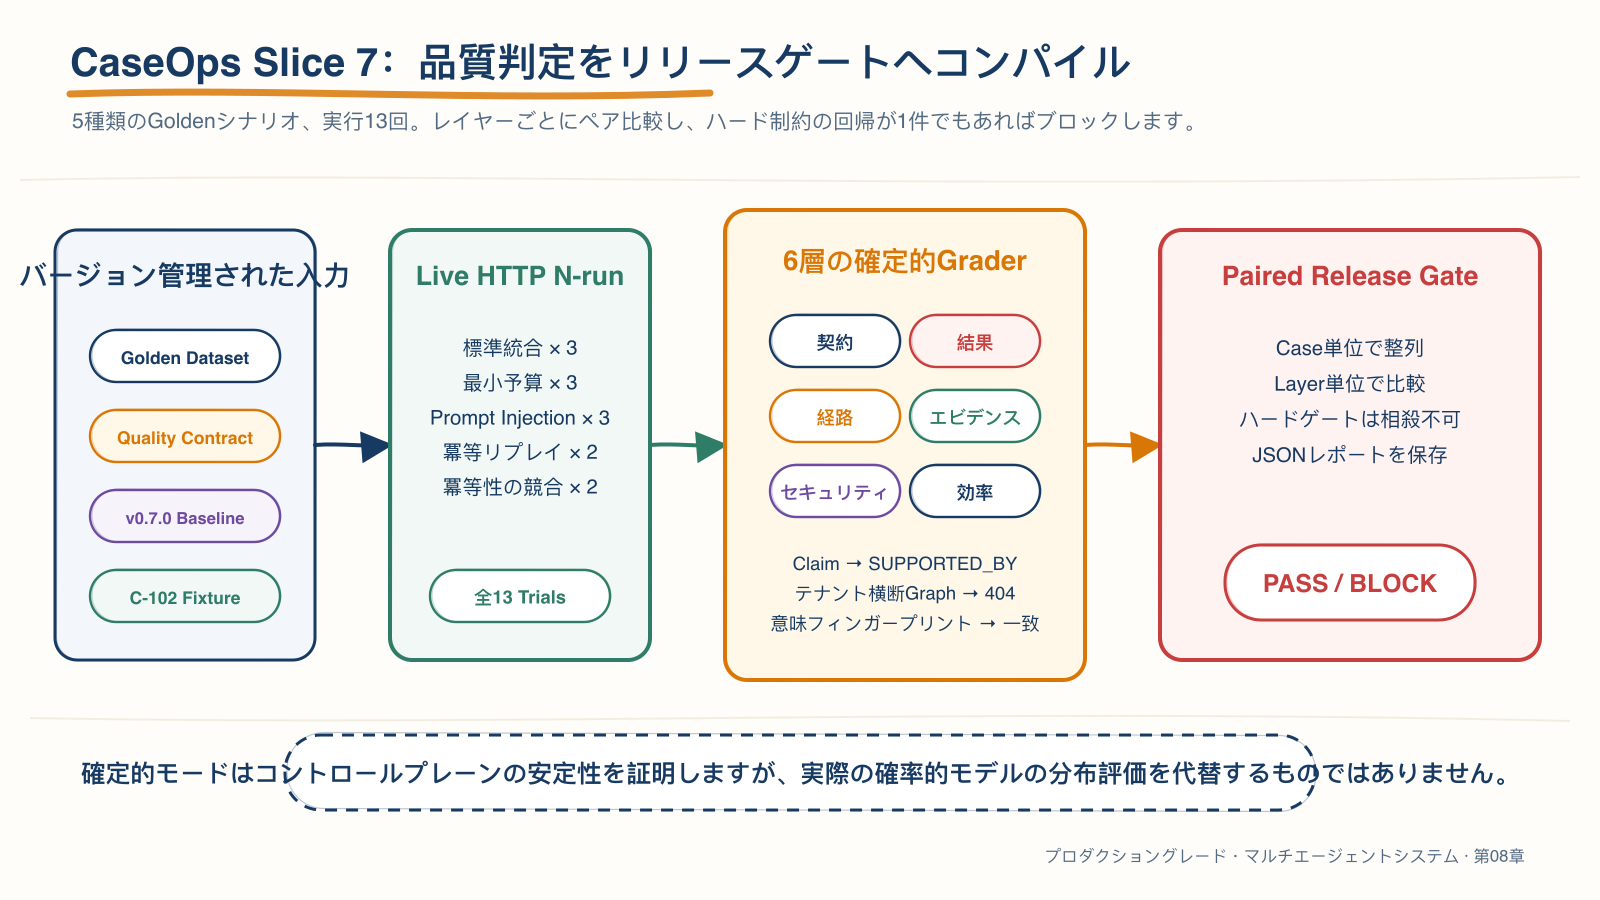 CaseOps Slice 7：品質判定をリリースゲートへコンパイル
5種類のGoldenシナリオ、実行13回。レイヤーごとにペア比較し、ハード制約の回帰が1件でもあればブロックします。
バージョン管理された入力
Golden Dataset
Quality Contract
v0.7.0 Baseline
C-102 Fixture
Live HTTP N-run
標準統合 × 3
最小予算 × 3
Prompt Injection × 3
冪等リプレイ × 2
冪等性の競合 × 2
全13 Trials
6層の確定的Grader
契約
結果
経路
エビデンス
セキュリティ
効率
Claim → SUPPORTED_BY
テナント横断Graph → 404
意味フィンガープリント → 一致
Paired Release Gate
Case単位で整列
Layer単位で比較
ハードゲートは相殺不可
JSONレポートを保存
PASS / BLOCK
確定的モードはコントロールプレーンの安定性を証明しますが、実際の確率的モデルの分布評価を代替するものではありません。
プロダクショングレード · マルチエージェントシステム · 第08章